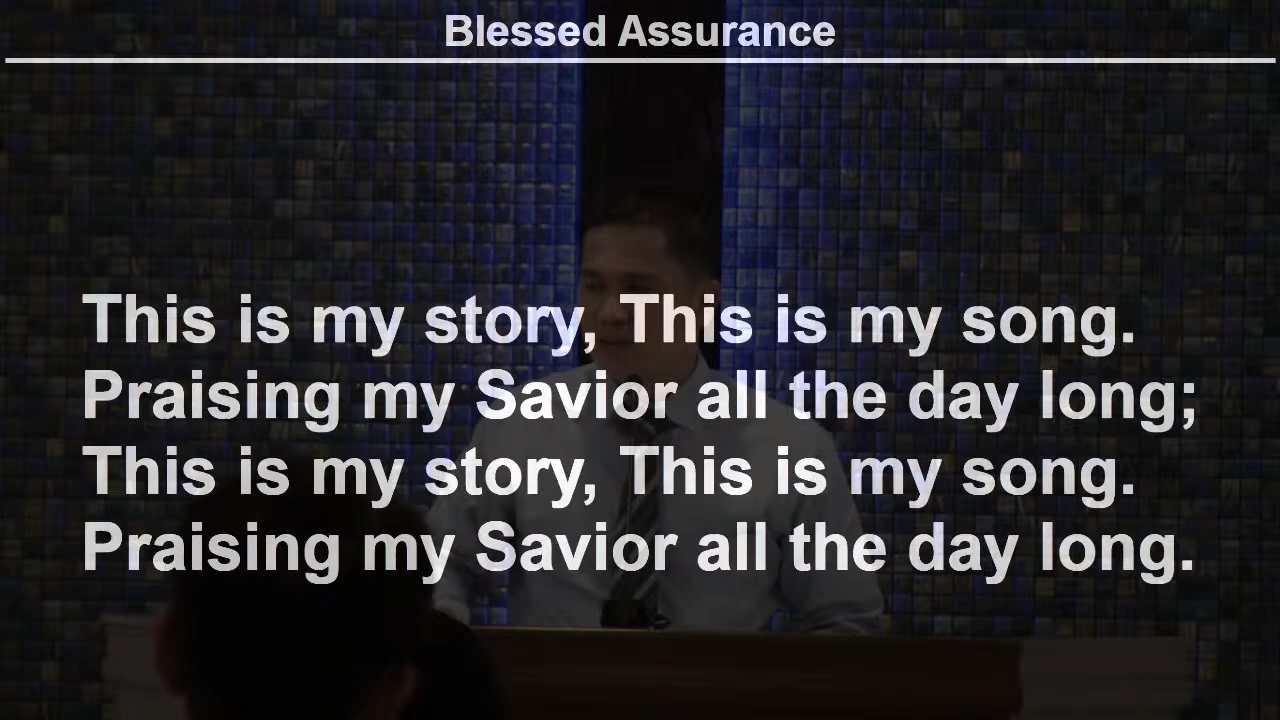 Blessed Assurance
This is my story, This is my song.
Praising my Savior all the day long;
This is my story, This is my song.
Praising my Savior all the day long.